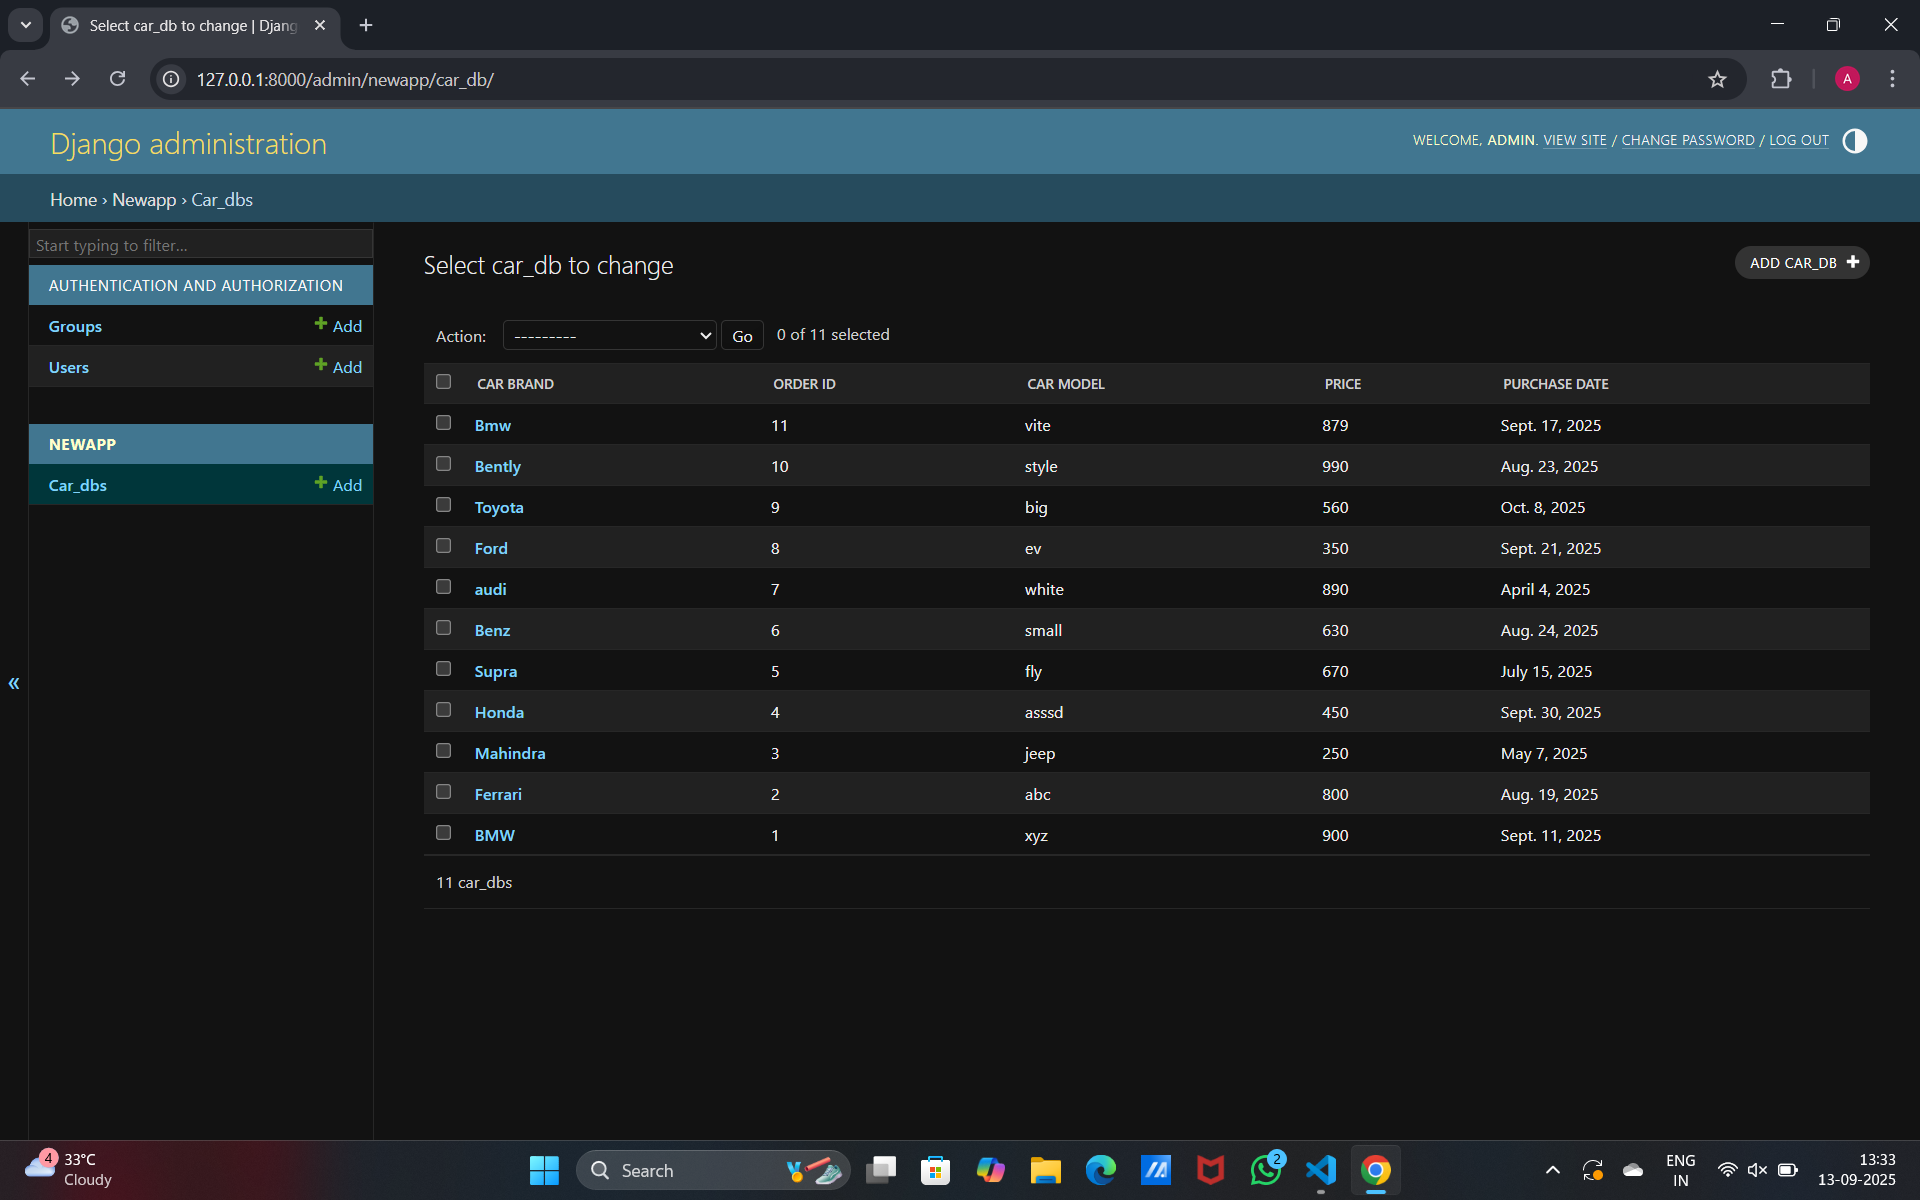 Select car_db to change | Djang
127.0.0.1:8000/admin/newapp/car_db/
A
Django administration
WELCOME, ADMIN. VIEW SITE / CHANGE PASSWORD / LOG OUT
Home › Newapp › Car_dbs
Start typing to filter...
AUTHENTICATION AND AUTHORIZATION
Groups + Add
Users + Add
NEWAPP
Car_dbs + Add
«
Select car_db to change
ADD CAR_DB +
Action: --------- Go 0 of 11 selected
CAR BRAND ORDER ID CAR MODEL PRICE PURCHASE DATE
Bmw 11 vite 879 Sept. 17, 2025
Bently 10 style 990 Aug. 23, 2025
Toyota 9 big 560 Oct. 8, 2025
Ford 8 ev 350 Sept. 21, 2025
audi 7 white 890 April 4, 2025
Benz 6 small 630 Aug. 24, 2025
Supra 5 fly 670 July 15, 2025
Honda 4 asssd 450 Sept. 30, 2025
Mahindra 3 jeep 250 May 7, 2025
Ferrari 2 abc 800 Aug. 19, 2025
BMW 1 xyz 900 Sept. 11, 2025
11 car_dbs
4 33°C
Cloudy
Search
2
ENG
IN
13:33
13-09-2025